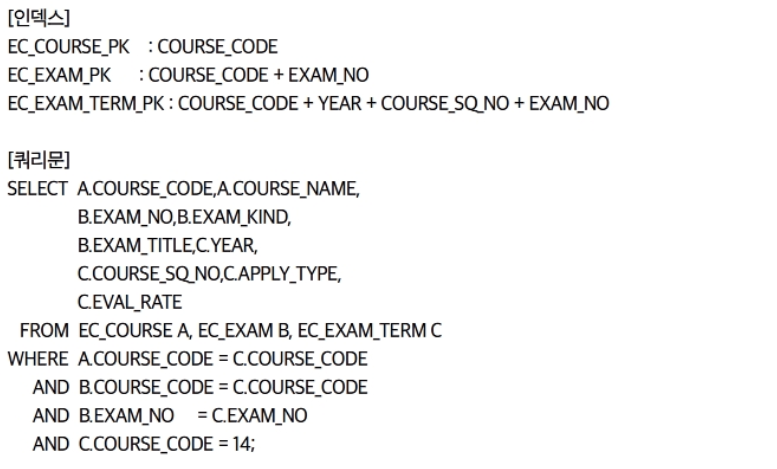 [인덱스]
EC_COURSE_PK : COURSE_CODE
EC_EXAM_PK : COURSE_CODE + EXAM_NO
EC_EXAM_TERM_PK : COURSE_CODE + YEAR + COURSE_SQ_NO + EXAM_NO
[쿼리문]
SELECT A.COURSE_CODE,A.COURSE_NAME,
B.EXAM_NO,B.EXAM_KIND,
B.EXAM_TITLE,C.YEAR,
C.COURSE_SQ_NO,C.APPLY_TYPE,
C.EVAL_RATE
FROM EC_COURSE A, EC_EXAM B, EC_EXAM_TERM C
WHERE A.COURSE_CODE = C.COURSE_CODE
AND B.COURSE_CODE = C.COURSE_CODE
AND B.EXAM_NO = C.EXAM_NO
AND C.COURSE_CODE = 14;